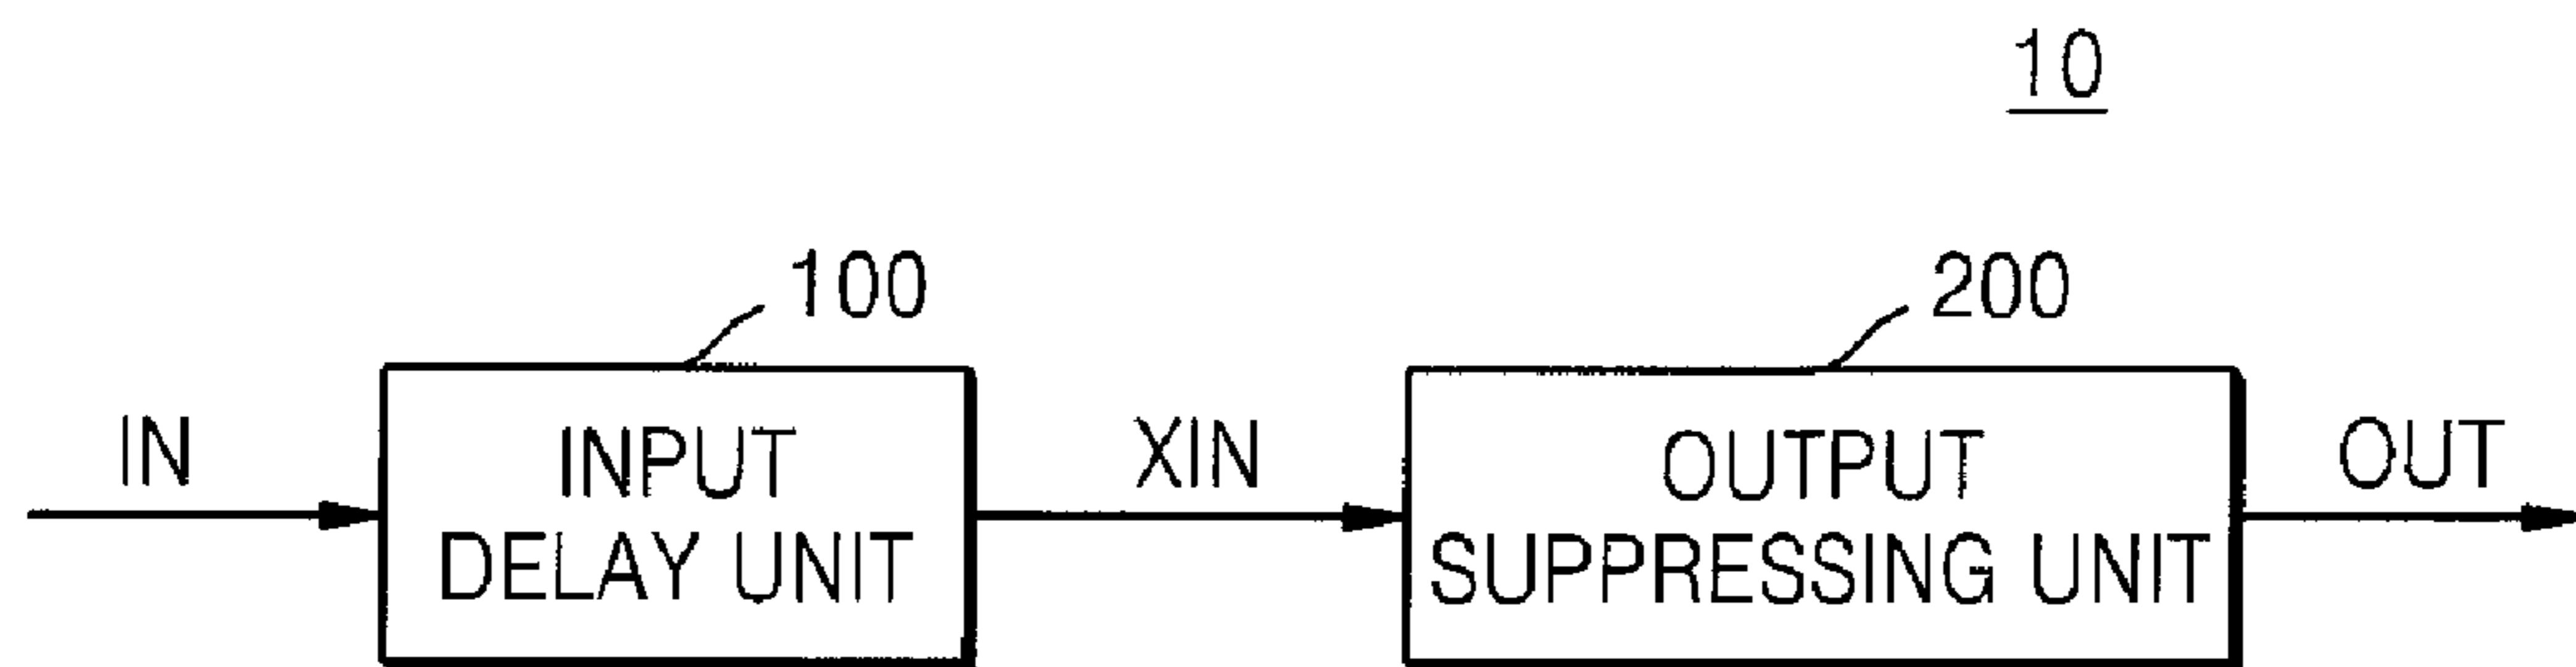 10
100
200
IN
INPUT
DELAY UNIT
XIN
OUTPUT
SUPPRESSING UNIT
OUT